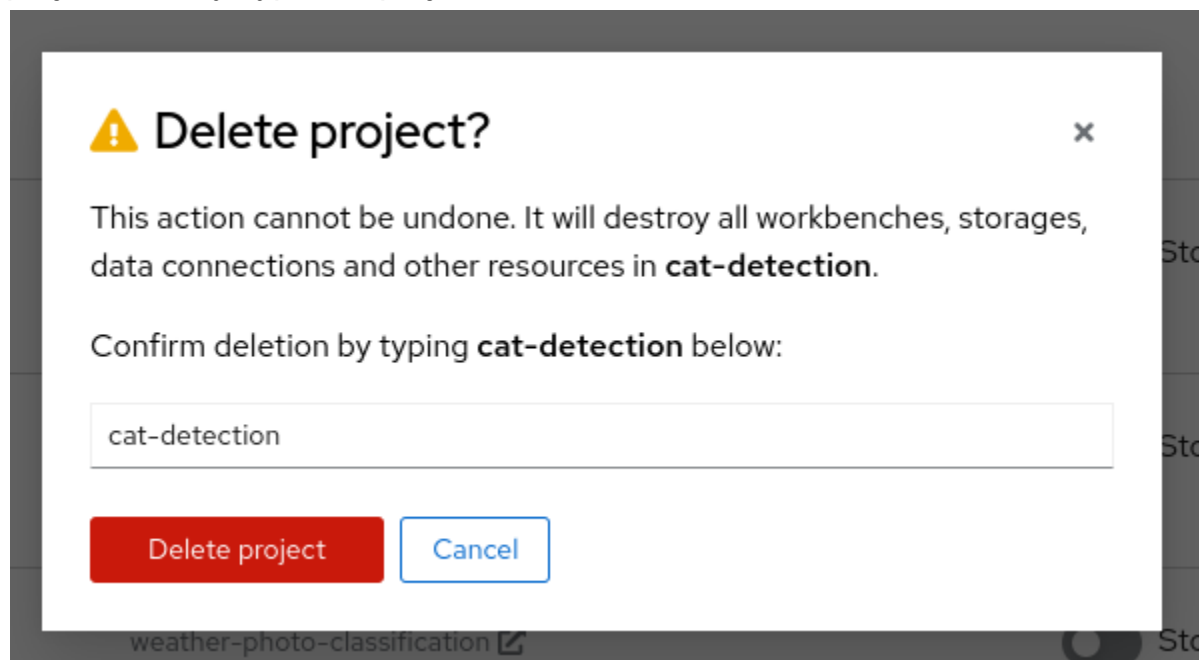 Delete project?
This action cannot be undone. It will destroy all workbenches, storages,
data connections and other resources in cat-detection.
Confirm deletion by typing cat-detection below:
cat-detection
Delete project
Cancel
weather-photo-classification